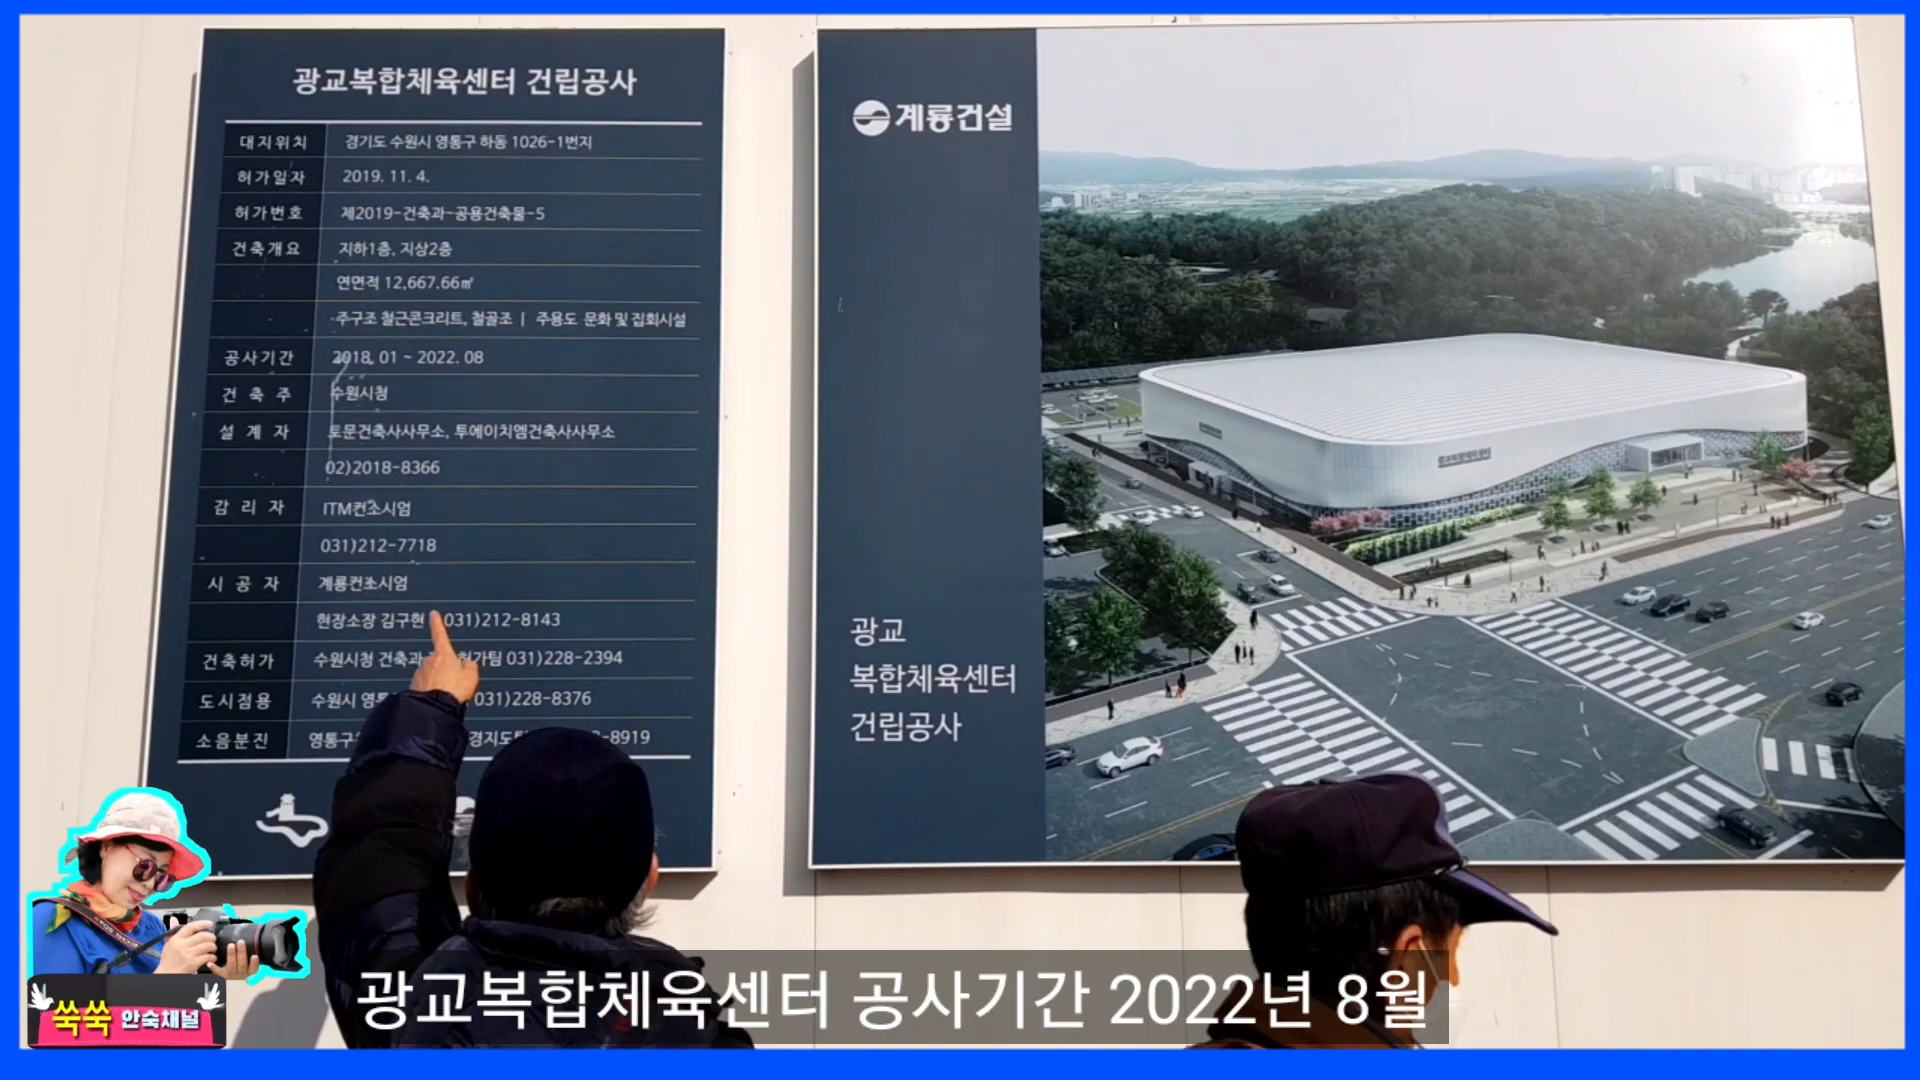 광교복합체육센터 건립공사
대지위치 경기도 수원시 영통구 하동 1026-1번지
허가일자 2019. 11. 4.
허가번호 제2019-건축과-공용건축물-5
건축개요 지하1층, 지상2층
연면적 12,667.66㎡
주구조 철근콘크리트, 철골조 | 주용도 문화 및 집회시설
공사기간 2018. 01 ~ 2022. 08
건축주 수원시청
설계자 토문건축사사무소, 투에이치엠건축사사무소
02)2018-8366
감리자 ITM컨소시엄
031)212-7718
시공자 계룡컨소시엄
현장소장 김구현 031)212-8143
건축허가 수원시청 건축과 허가팀 031)228-2394
도시점용 수원시 031)228-8376
소음분진 영통구 -8919
계룡건설
광교
복합체육센터
건립공사
쑥쑥 안숙채널
광교복합체육센터 공사기간 2022년 8월